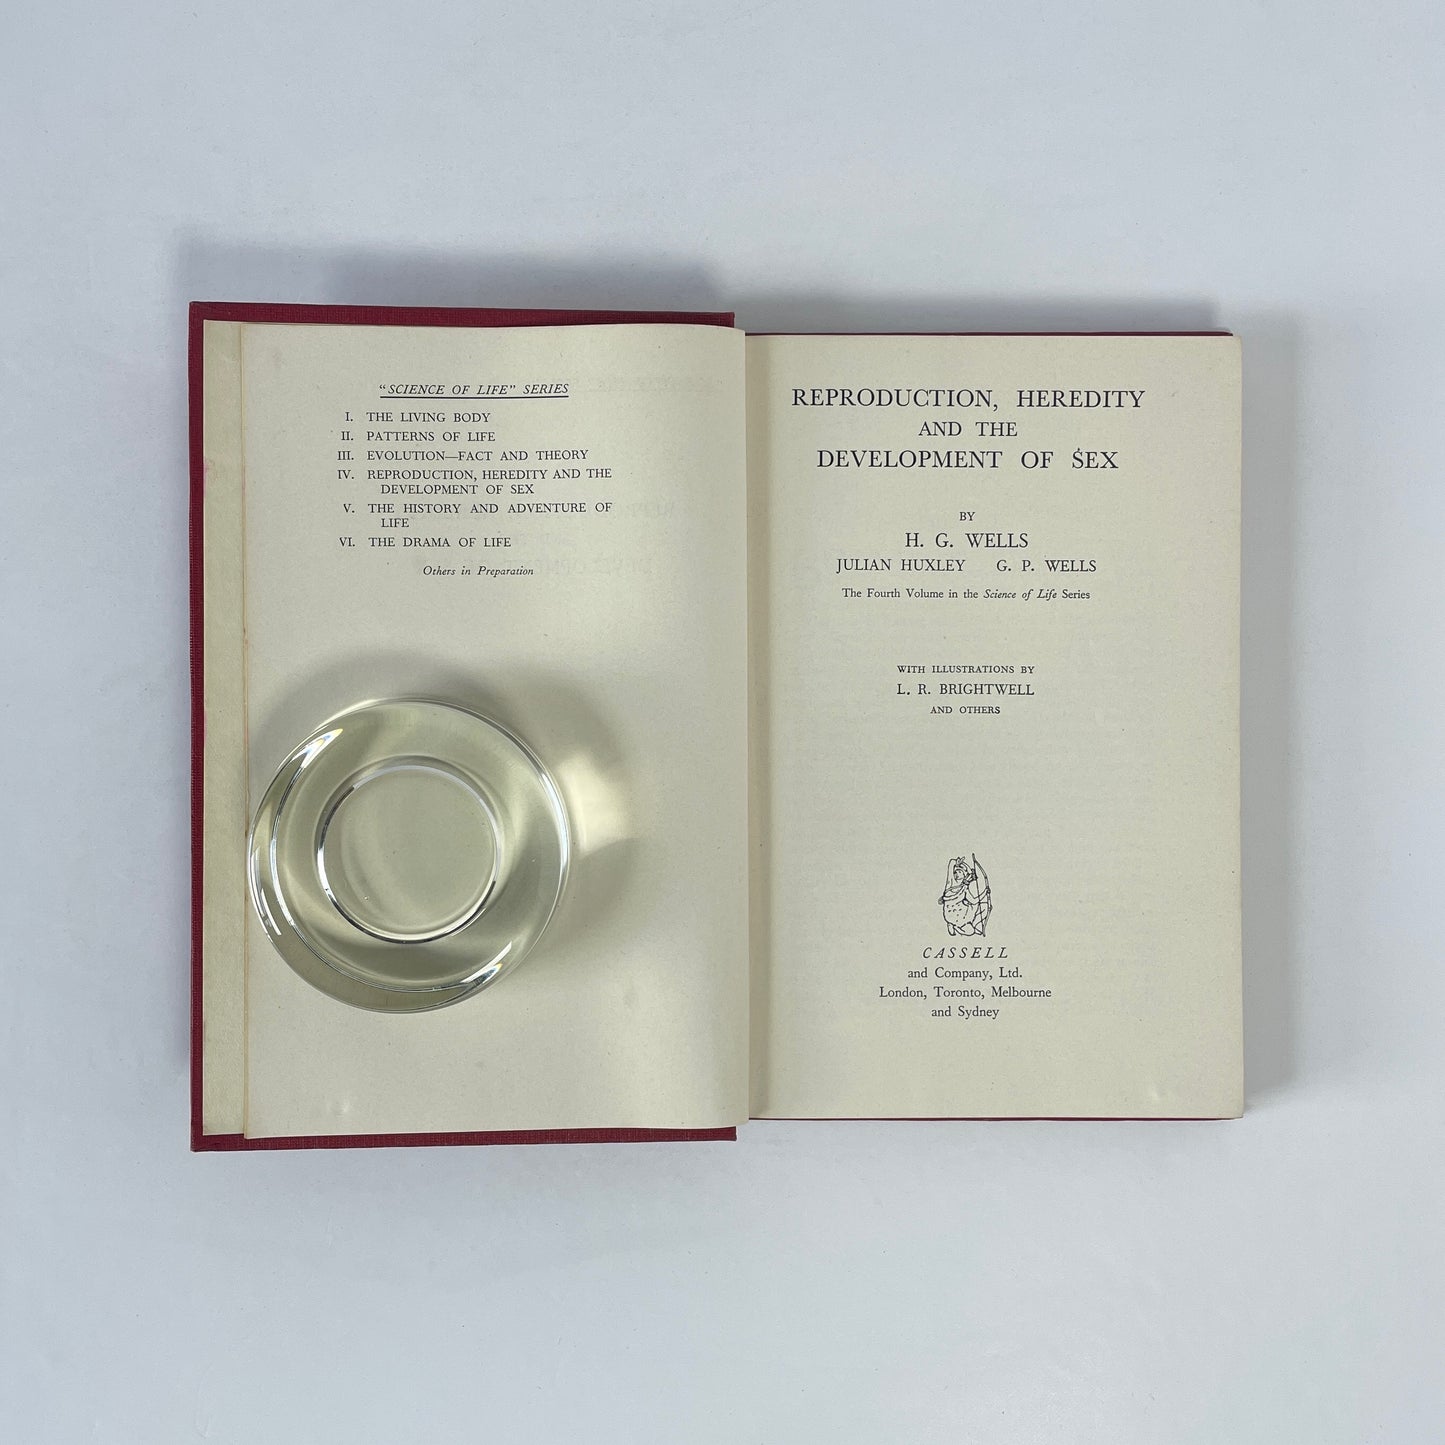 "SCIENCE OF LIFE" SERIES
I. THE LIVING BODY
II. PATTERNS OF LIFE
III. EVOLUTION—FACT AND THEORY
IV. REPRODUCTION, HEREDITY AND THE
DEVELOPMENT OF SEX
V. THE HISTORY AND ADVENTURE OF
LIFE
VI. THE DRAMA OF LIFE
Others in Preparation
REPRODUCTION, HEREDITY
AND THE
DEVELOPMENT OF SEX
BY
H. G. WELLS
JULIAN HUXLEY G. P. WELLS
The Fourth Volume in the Science of Life Series
WITH ILLUSTRATIONS BY
L. R. BRIGHTWELL
AND OTHERS
CASSELL
and Company, Ltd.
London, Toronto, Melbourne
and Sydney